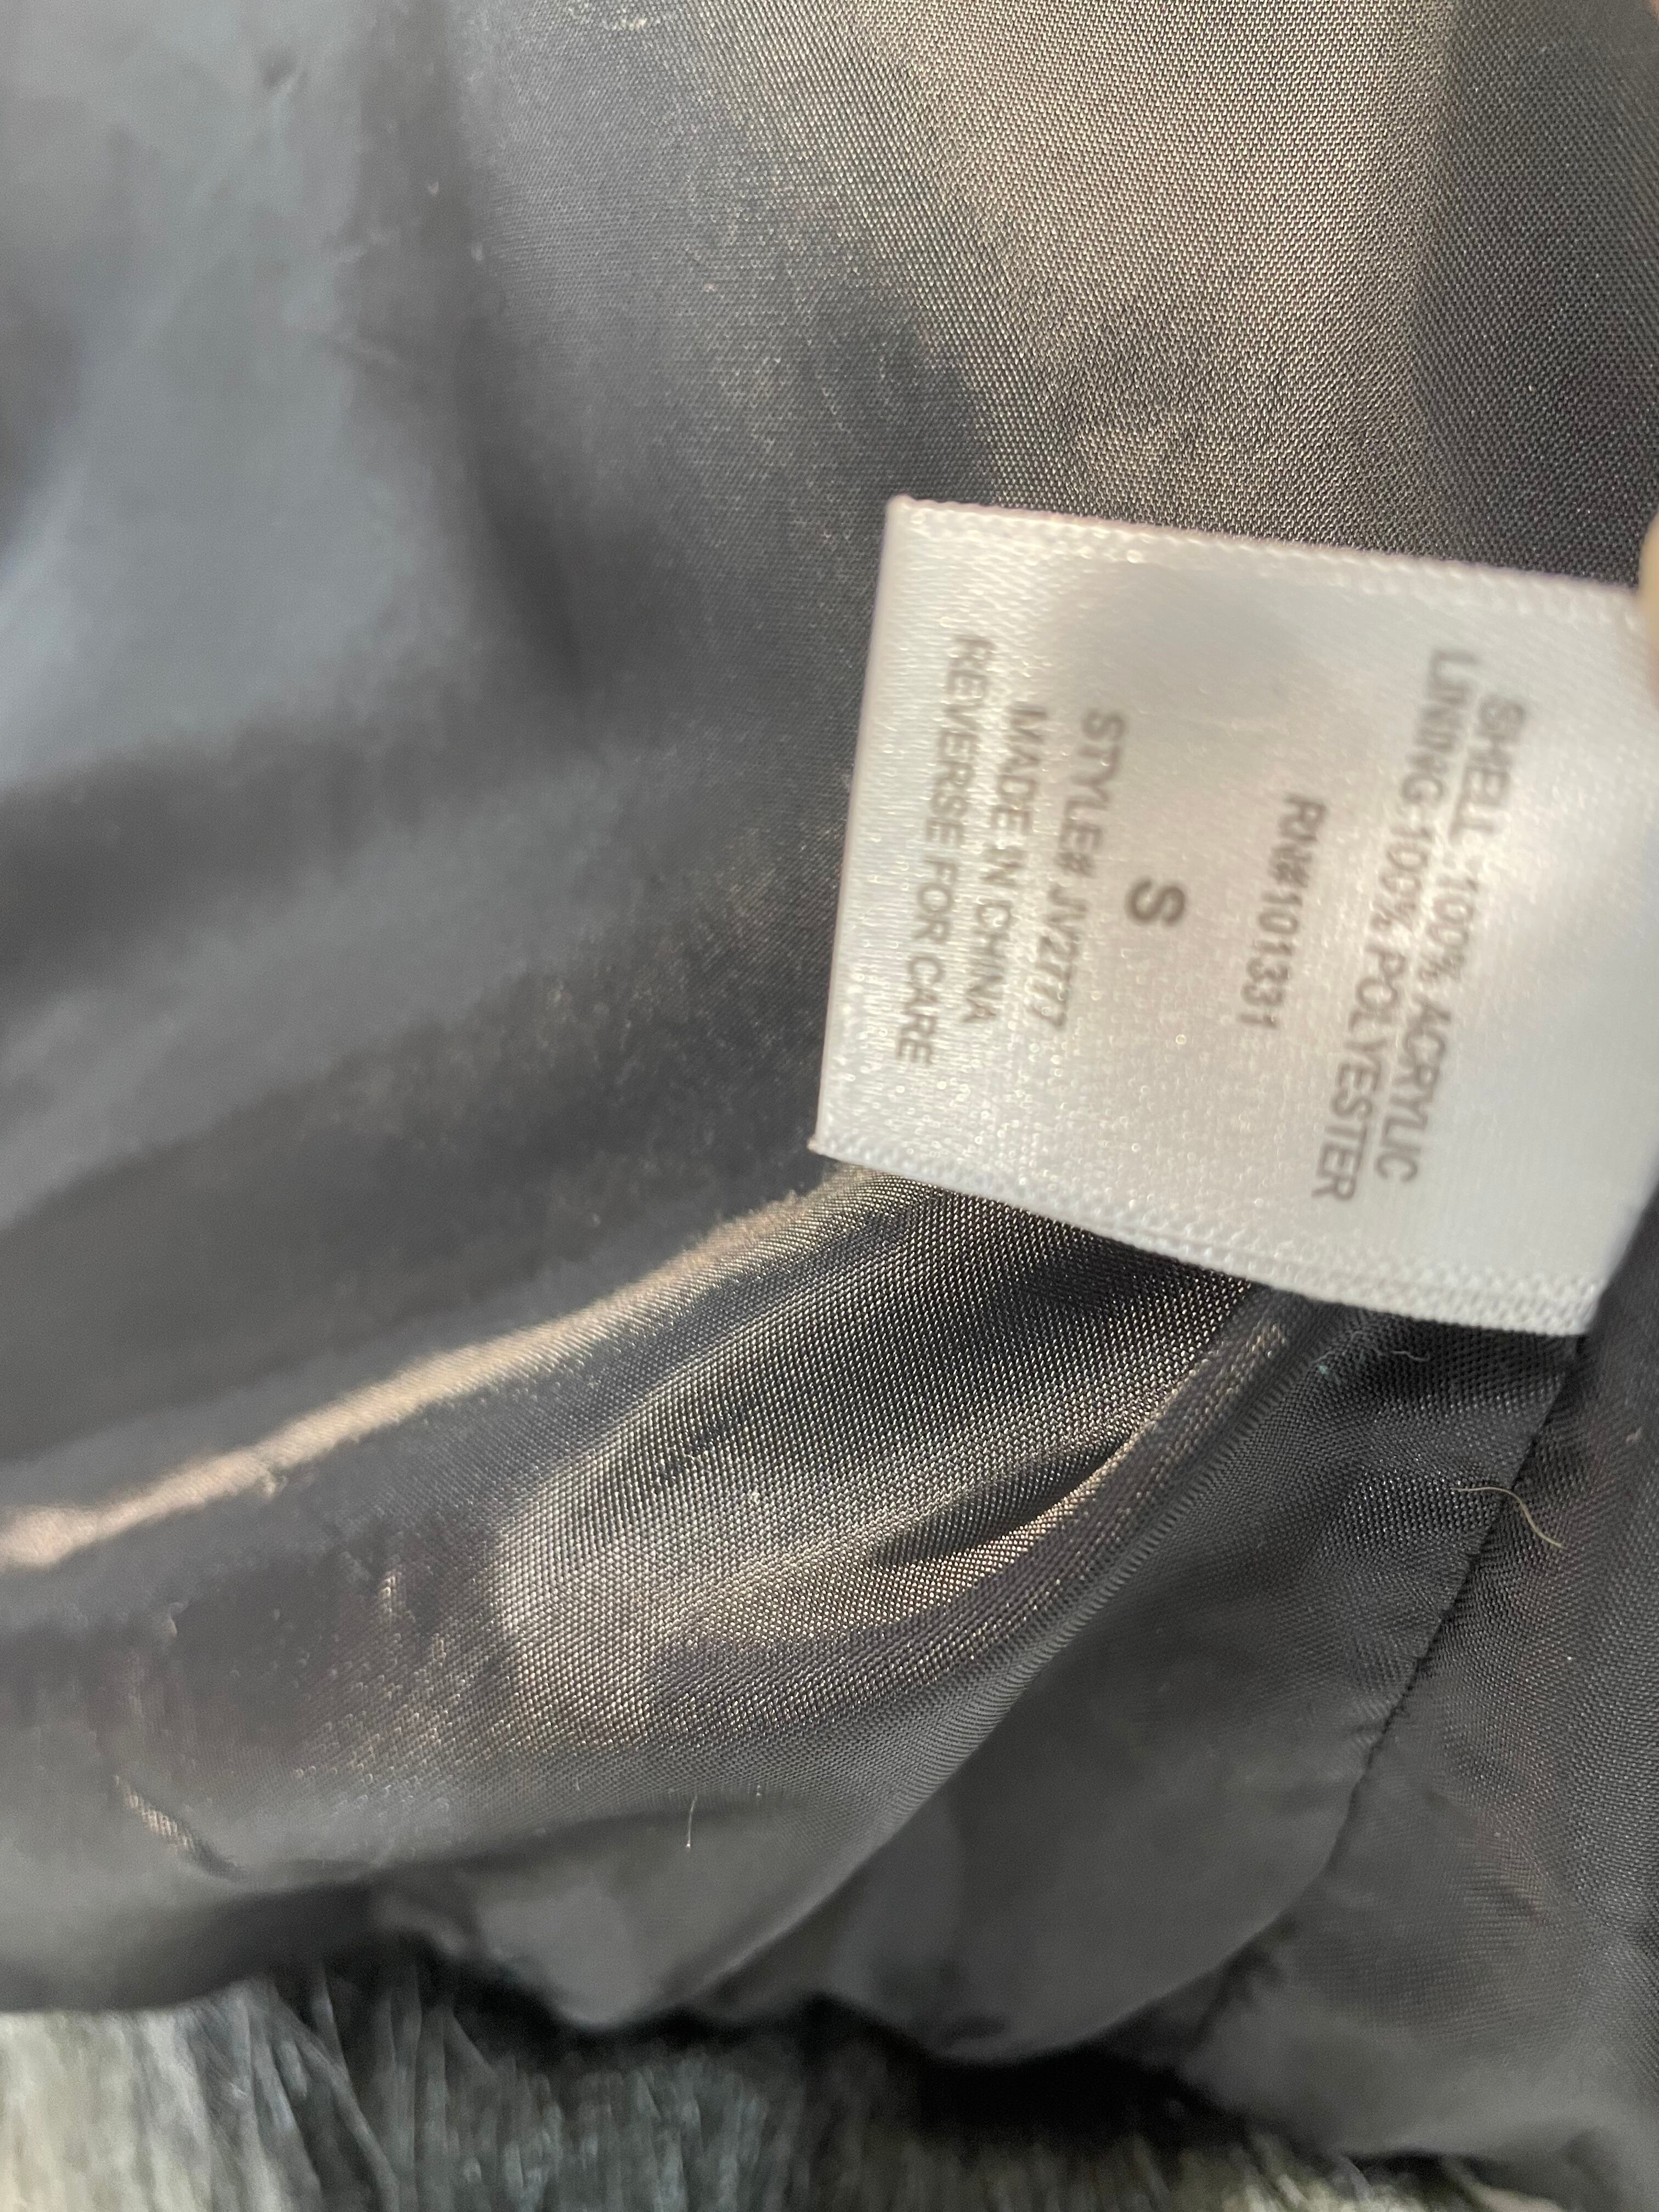 SHELL 100% ACRYLIC
LINING 100% POLYESTER
RN#101331
S
STYLE# JV2777
MADE IN CHINA
REVERSE FOR CARE